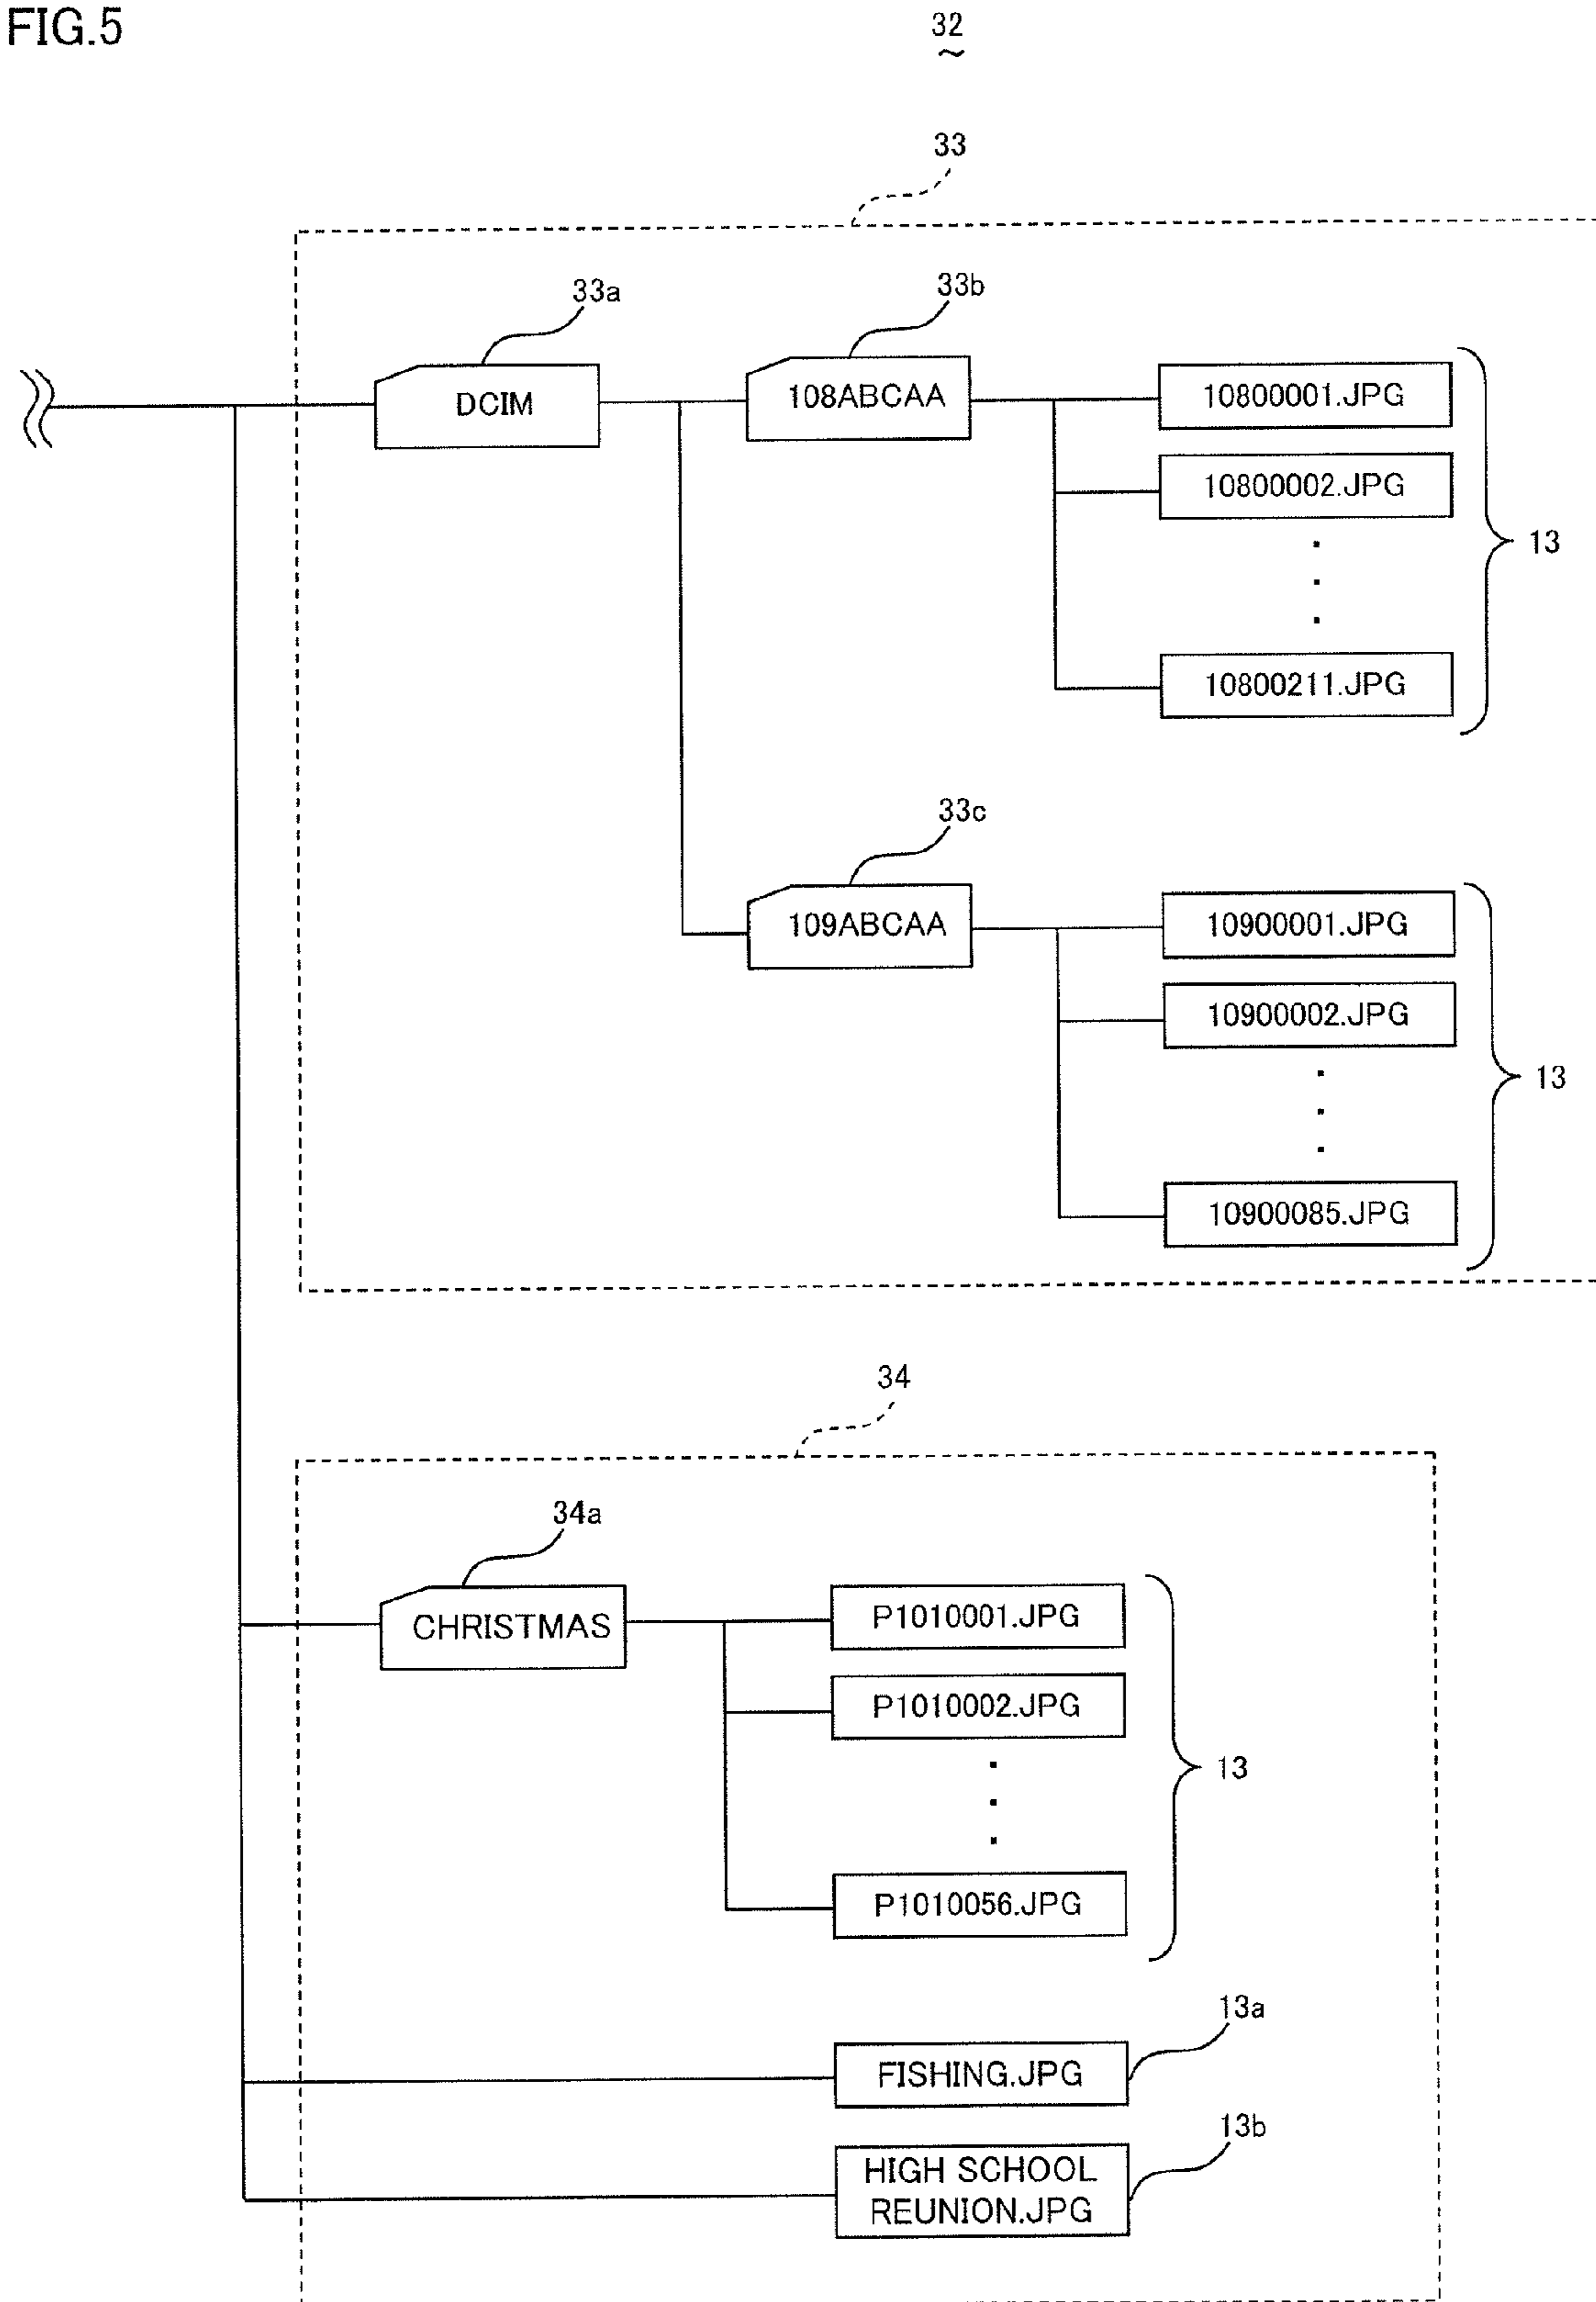 FIG.5
32
33
33a
33b
DCIM
108ABCAA
10800001.JPG
10800002.JPG
13
10800211.JPG
33c
109ABCAA
10900001.JPG
10900002.JPG
13
10900085.JPG
34
34a
CHRISTMAS
P1010001.JPG
P1010002.JPG
13
P1010056.JPG
13a
FISHING.JPG
13b
HIGH SCHOOL
REUNION.JPG